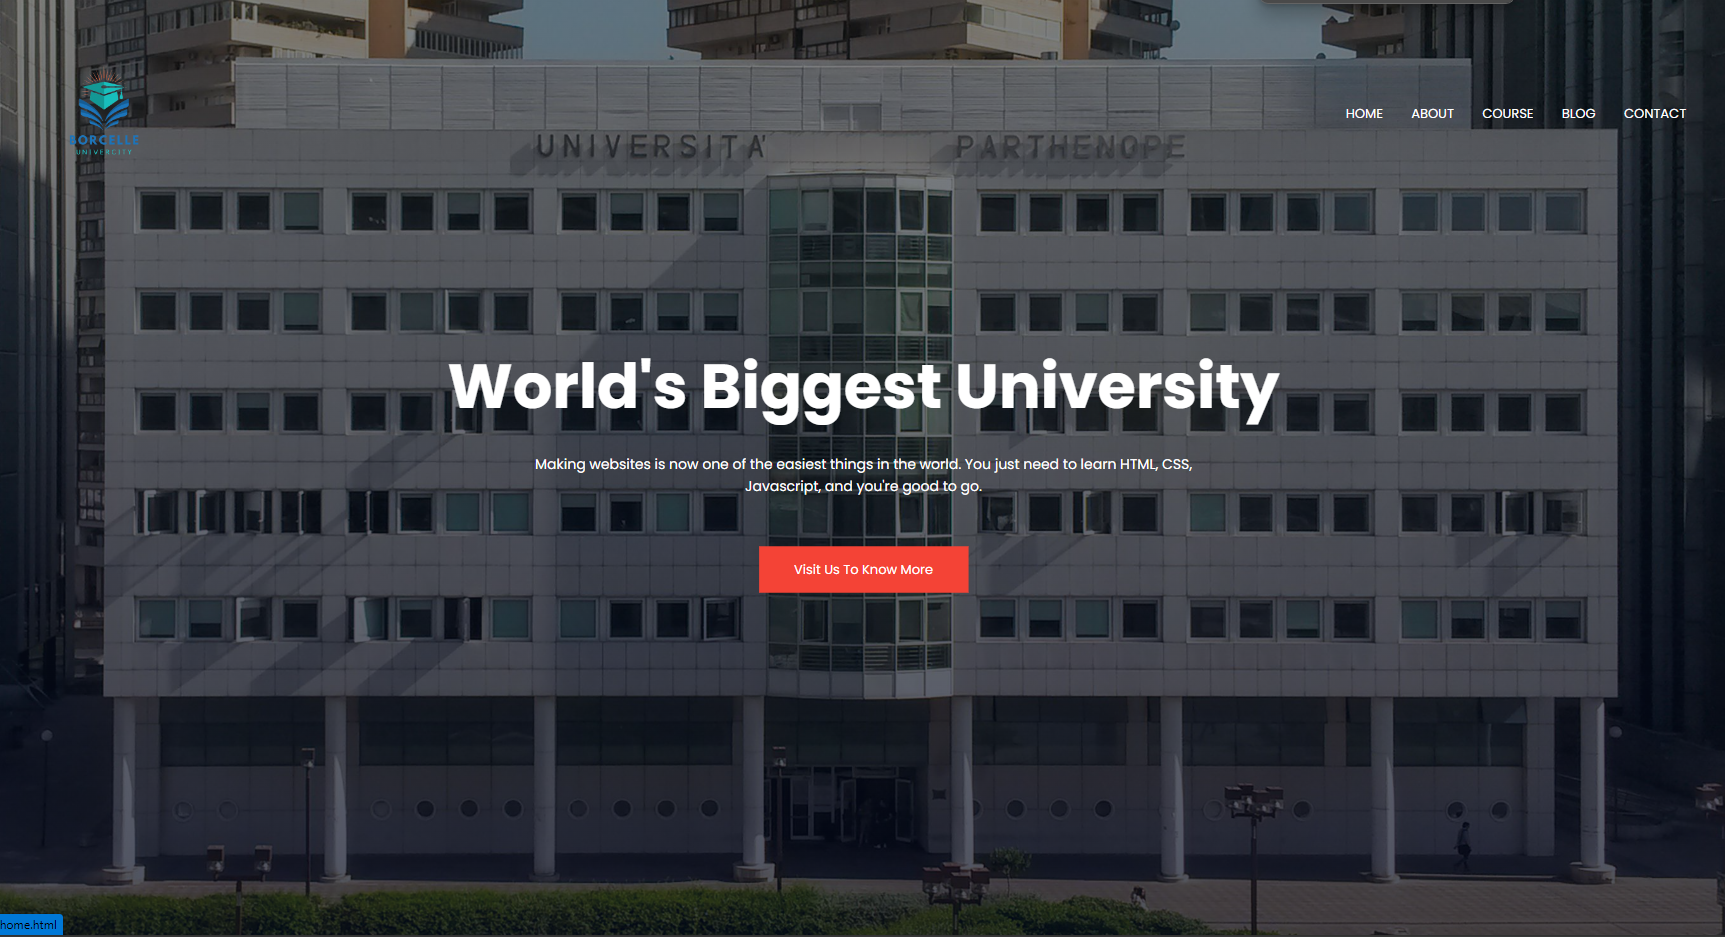 BORCELLE
UNIVERCITY
HOME ABOUT COURSE BLOG CONTACT
UNIVERSITA' PARTHENOPE
World's Biggest University
Making websites is now one of the easiest things in the world. You just need to learn HTML, CSS,
Javascript, and you're good to go.
Visit Us To Know More
home.html